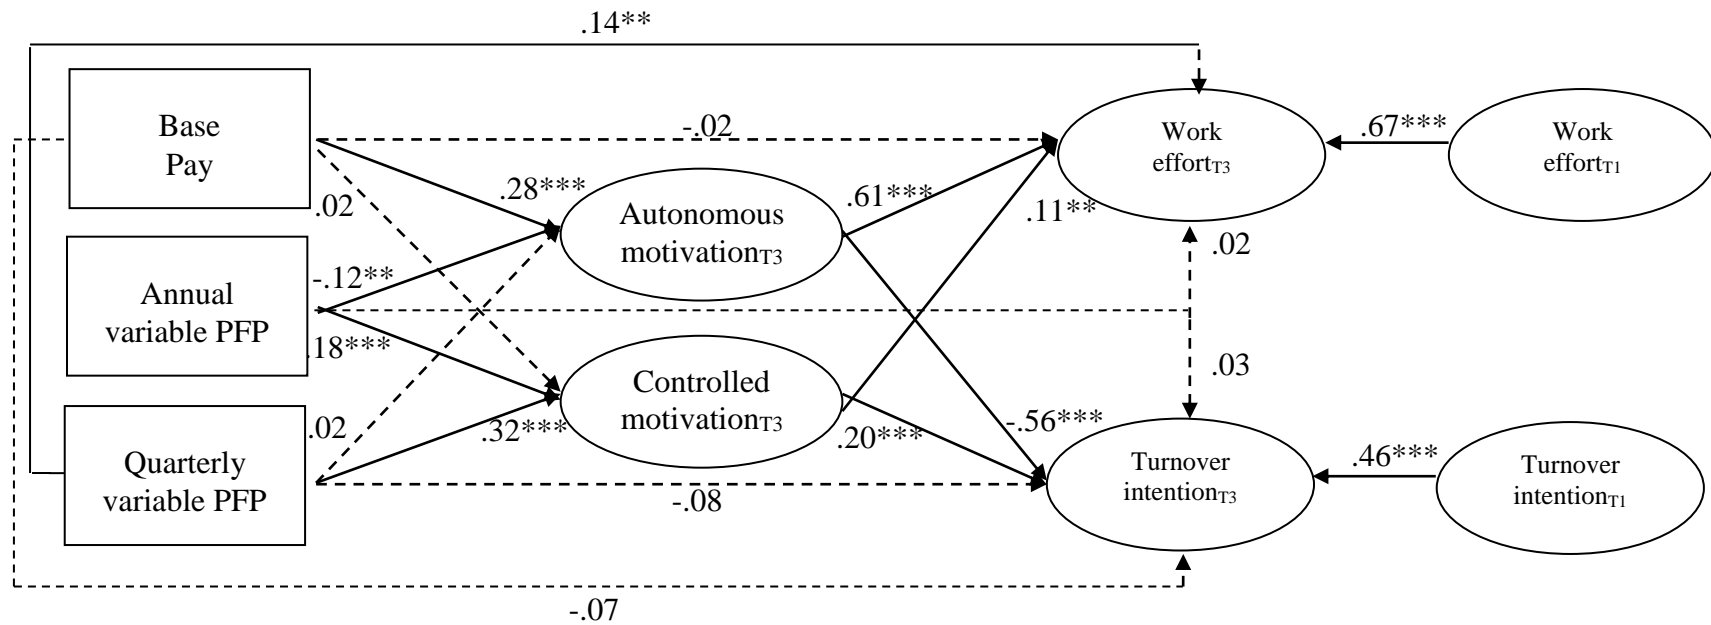 .14**
Base
Pay
-.02
Work
effortT3
.67***
Work
effortT1
.28***
.02
Autonomous
motivationT3
.61***
.11**
-.12**
.02
Annual
variable PFP
.18***
.03
Controlled
motivationT3
.02
.32***
.20***
-.56***
Quarterly
variable PFP
-.08
Turnover
intentionT3
.46***
Turnover
intentionT1
-.07